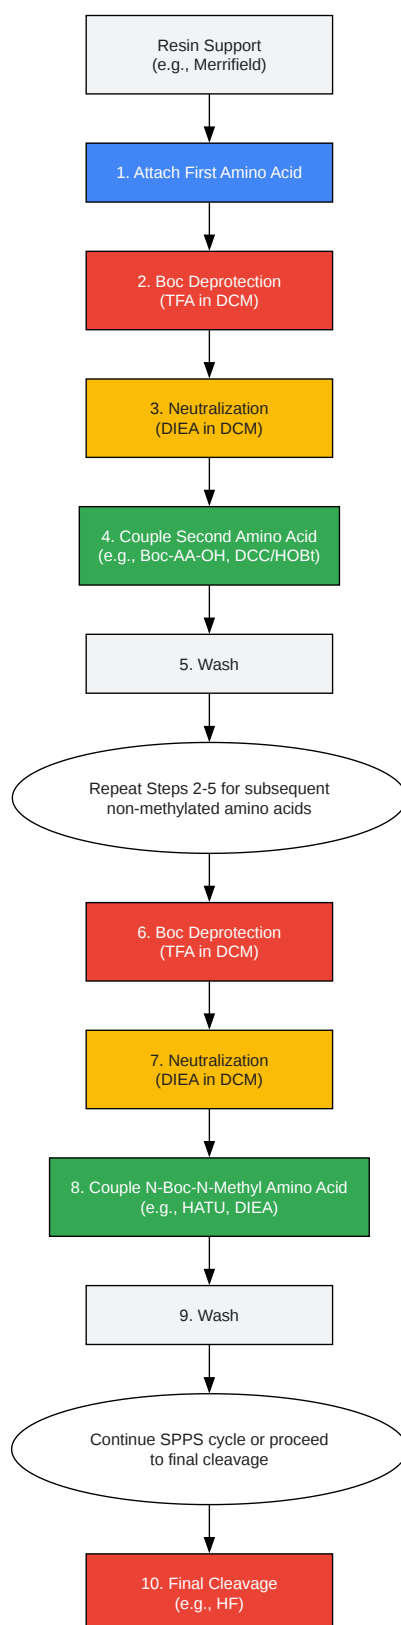 Resin Support
(e.g., Merrifield)
1. Attach First Amino Acid
2. Boc Deprotection
(TFA in DCM)
3. Neutralization
(DIEA in DCM)
4. Couple Second Amino Acid
(e.g., Boc-AA-OH, DCC/HOBt)
5. Wash
Repeat Steps 2-5 for subsequent
non-methylated amino acids
6. Boc Deprotection
(TFA in DCM)
7. Neutralization
(DIEA in DCM)
8. Couple N-Boc-N-Methyl Amino Acid
(e.g., HATU, DIEA)
9. Wash
Continue SPPS cycle or proceed
to final cleavage
10. Final Cleavage
(e.g., HF)